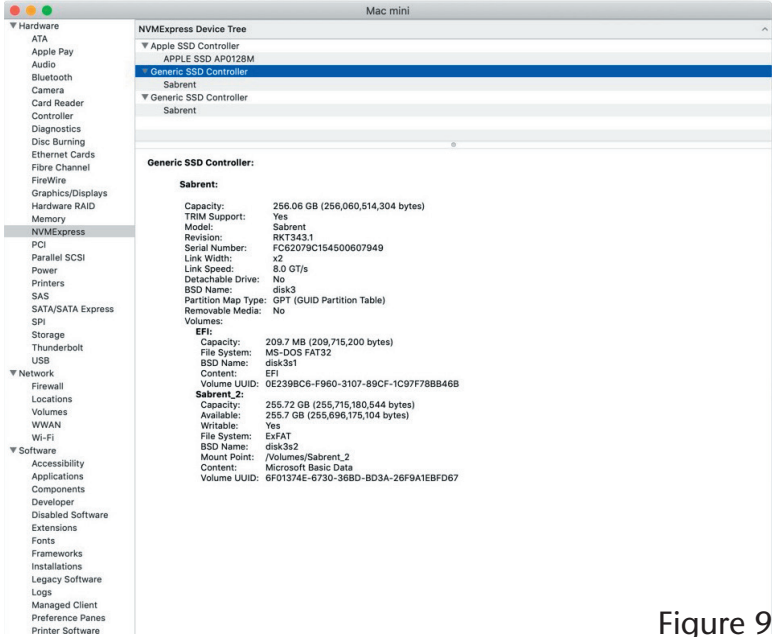 Mac mini
Hardware
ATA
Apple Pay
Audio
Bluetooth
Camera
Card Reader
Controller
Diagnostics
Disc Burning
Ethernet Cards
Fibre Channel
FireWire
Graphics/Displays
Hardware RAID
Memory
NVMExpress
PCI
Parallel SCSI
Power
Printers
SAS
SATA/SATA Express
SPI
Storage
Thunderbolt
USB
Network
Firewall
Locations
Volumes
WWAN
Wi-Fi
Software
Accessibility
Applications
Components
Developer
Disabled Software
Extensions
Fonts
Frameworks
Installations
Legacy Software
Logs
Managed Client
Preference Panes
Printer Software
NVMExpress Device Tree
Apple SSD Controller
APPLE SSD AP0128M
Generic SSD Controller
Sabrent
Generic SSD Controller
Sabrent
Generic SSD Controller:
Sabrent:
Capacity: 256.06 GB (256,060,514,304 bytes)
TRIM Support: Yes
Model: Sabrent
Revision: RKT343.1
Serial Number: FC62079C154500607949
Link Width: x2
Link Speed: 8.0 GT/s
Detachable Drive: No
BSD Name: disk3
Partition Map Type: GPT (GUID Partition Table)
Removable Media: No
Volumes:
EFI:
Capacity: 209.7 MB (209,715,200 bytes)
File System: MS-DOS FAT32
BSD Name: disk3s1
Content: EFI
Volume UUID: 0E239BC6-F960-3107-89CF-1C97F78BB46B
Sabrent_2:
Capacity: 255.72 GB (255,715,180,544 bytes)
Available: 255.7 GB (255,696,175,104 bytes)
Writable: Yes
File System: ExFAT
BSD Name: disk3s2
Mount Point: /Volumes/Sabrent_2
Content: Microsoft Basic Data
Volume UUID: 6F01374E-6730-36BD-BD3A-26F9A1EBFD67
Figure 9